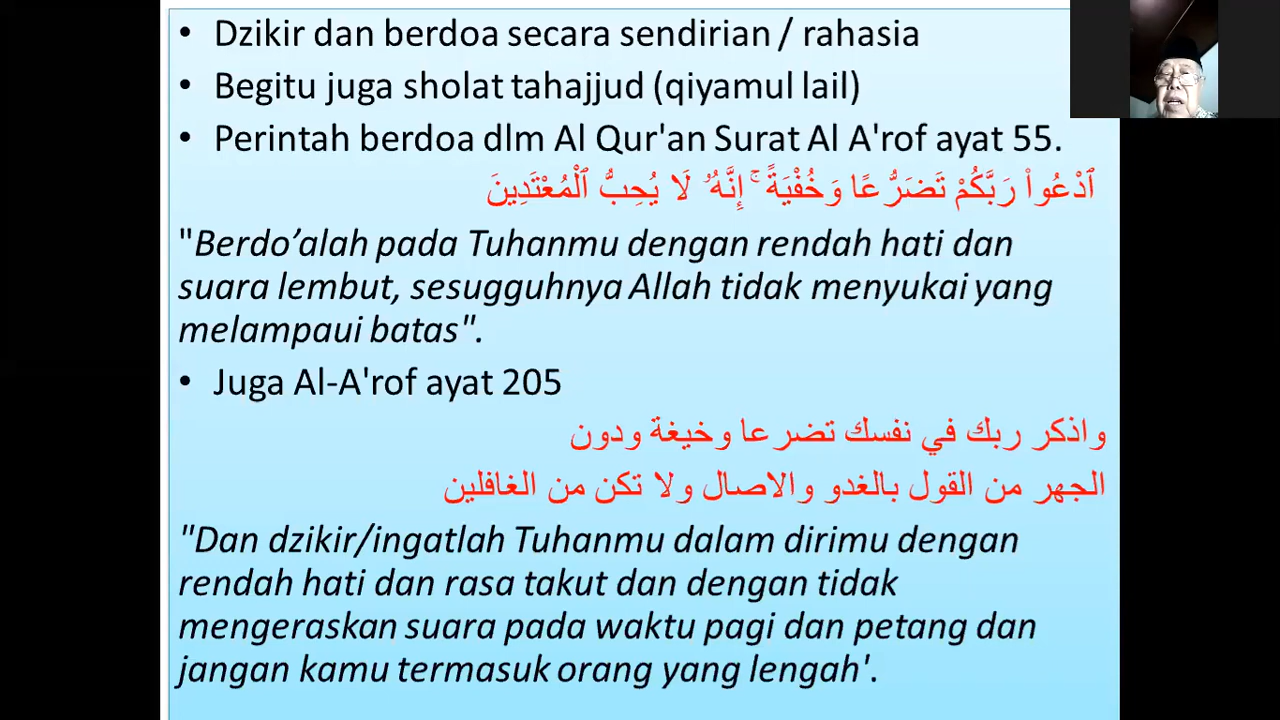 • Dzikir dan berdoa secara sendirian / rahasia
• Begitu juga sholat tahajjud (qiyamul lail)
• Perintah berdoa dlm Al Qur'an Surat Al A'rof ayat 55.
ٱدْعُوا۟ رَبَّكُمْ تَضَرُّعًا وَخُفْيَةً ۚ إِنَّهُۥ لَا يُحِبُّ ٱلْمُعْتَدِينَ
"Berdo’alah pada Tuhanmu dengan rendah hati dan
suara lembut, sesugguhnya Allah tidak menyukai yang
melampaui batas".
• Juga Al-A'rof ayat 205
واذكر ربك في نفسك تضرعا وخيغة ودون
الجهر من القول بالغدو والاصال ولا تكن من الغافلين
"Dan dzikir/ingatlah Tuhanmu dalam dirimu dengan
rendah hati dan rasa takut dan dengan tidak
mengeraskan suara pada waktu pagi dan petang dan
jangan kamu termasuk orang yang lengah'.